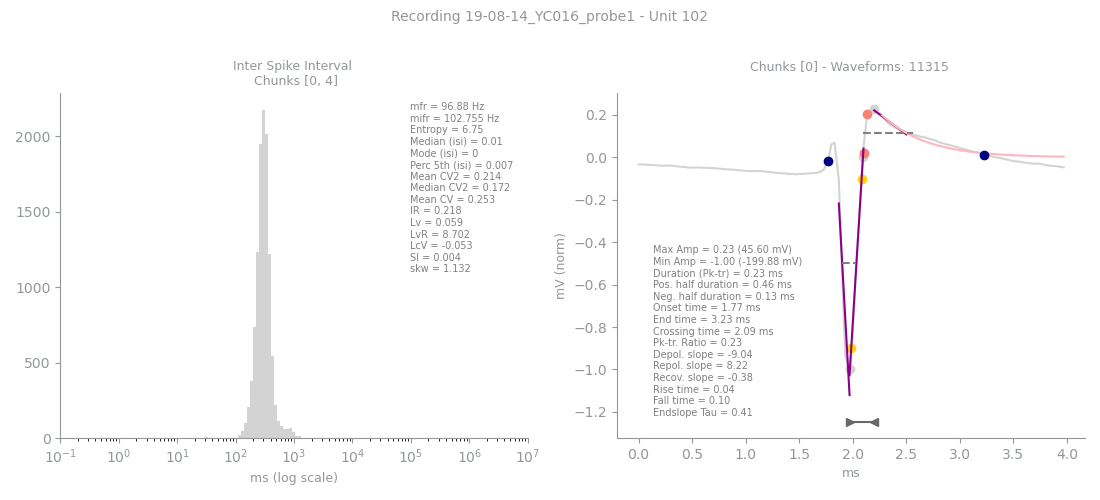 Recording 19-08-14_YC016_probe1 - Unit 102
Inter Spike Interval
Chunks [0, 4]
mfr = 96.88 Hz
mifr = 102.755 Hz
Entropy = 6.75
Median (isi) = 0.01
Mode (isi) = 0
Perc 5th (isi) = 0.007
Mean CV2 = 0.214
Median CV2 = 0.172
Mean CV = 0.253
IR = 0.218
Lv = 0.059
LvR = 8.702
LcV = -0.053
SI = 0.004
skw = 1.132
2000
1500
1000
500
0
10⁻¹ 10⁰ 10¹ 10² 10³ 10⁴ 10⁵ 10⁶ 10⁷
ms (log scale)
Chunks [0] - Waveforms: 11315
mV (norm)
0.2
0.0
−0.2
−0.4
−0.6
−0.8
−1.0
−1.2
Max Amp = 0.23 (45.60 mV)
Min Amp = -1.00 (-199.88 mV)
Duration (Pk-tr) = 0.23 ms
Pos. half duration = 0.46 ms
Neg. half duration = 0.13 ms
Onset time = 1.77 ms
End time = 3.23 ms
Crossing time = 2.09 ms
Pk-tr. Ratio = 0.23
Depol. slope = -9.04
Repol. slope = 8.22
Recov. slope = -0.38
Rise time = 0.04
Fall time = 0.10
Endslope Tau = 0.41
0.0 0.5 1.0 1.5 2.0 2.5 3.0 3.5 4.0
ms